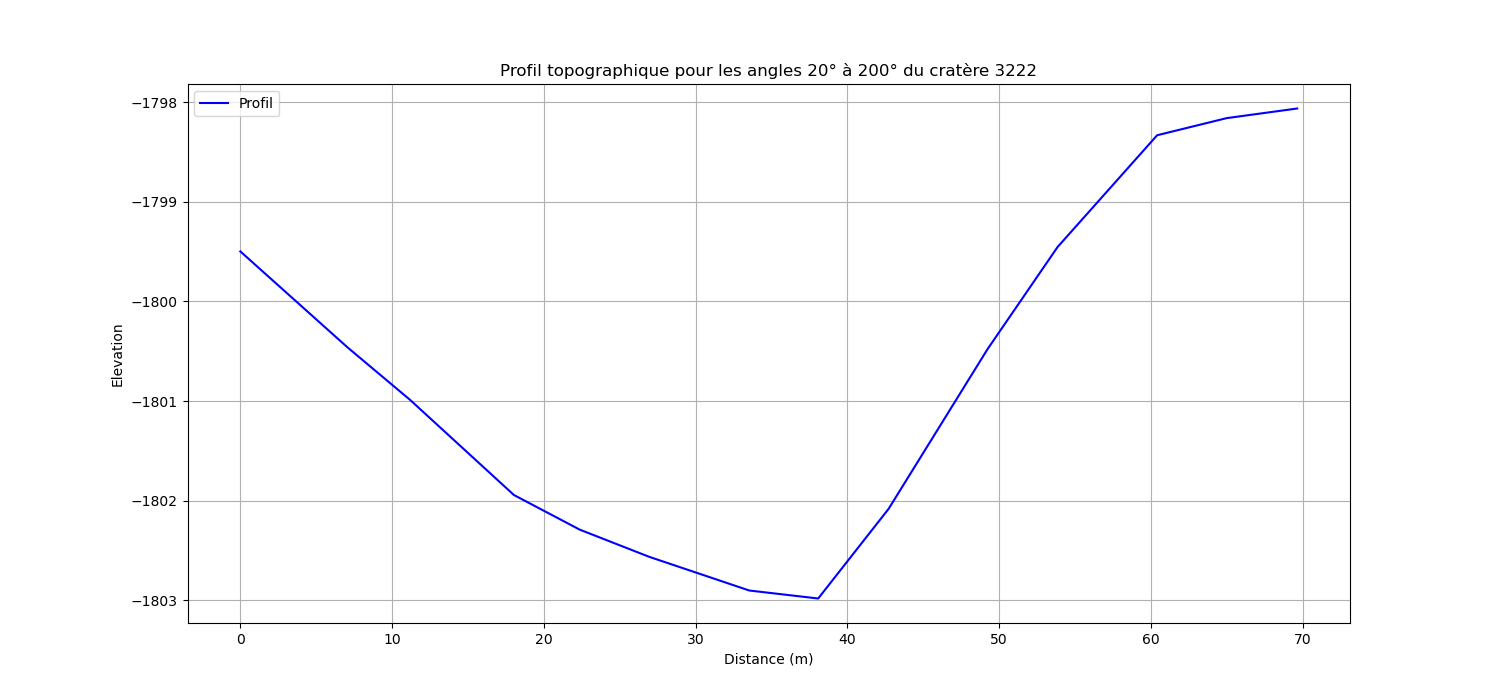 Profil topographique pour les angles 20° à 200° du cratère 3222
Profil
−1798
−1799
−1800
−1801
−1802
−1803
Elevation
0 10 20 30 40 50 60 70
Distance (m)